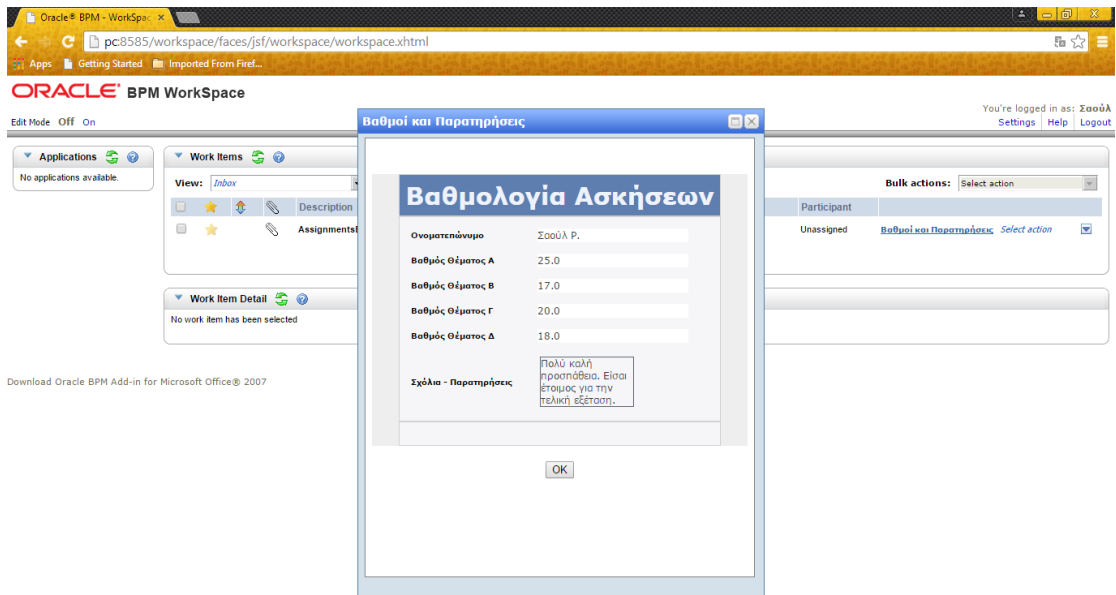 Oracle® BPM - WorkSpac
pc:8585/workspace/faces/jsf/workspace/workspace.xhtml
Apps Getting Started Imported From Firef...
ORACLE BPM WorkSpace
You're logged in as: Σαούλ
Edit Mode Off On
Settings Help Logout
Βαθμοί και Παρατηρήσεις
Applications
No applications available.
Work Items
View: Inbox
Bulk actions: Select action
Description
Participant
Assignments
Unassigned
Βαθμοί και Παρατηρήσεις Select action
Work Item Detail
No work item has been selected
Βαθμολογία Ασκήσεων
Ονοματεπώνυμο Σαούλ Ρ.
Βαθμός Θέματος Α 25.0
Βαθμός Θέματος Β 17.0
Βαθμός Θέματος Γ 20.0
Βαθμός Θέματος Δ 18.0
Σχόλια - Παρατηρήσεις
Πολύ καλή
προσπάθεια. Είσαι
έτοιμος για την
τελική εξέταση.
OK
Download Oracle BPM Add-in for Microsoft Office® 2007